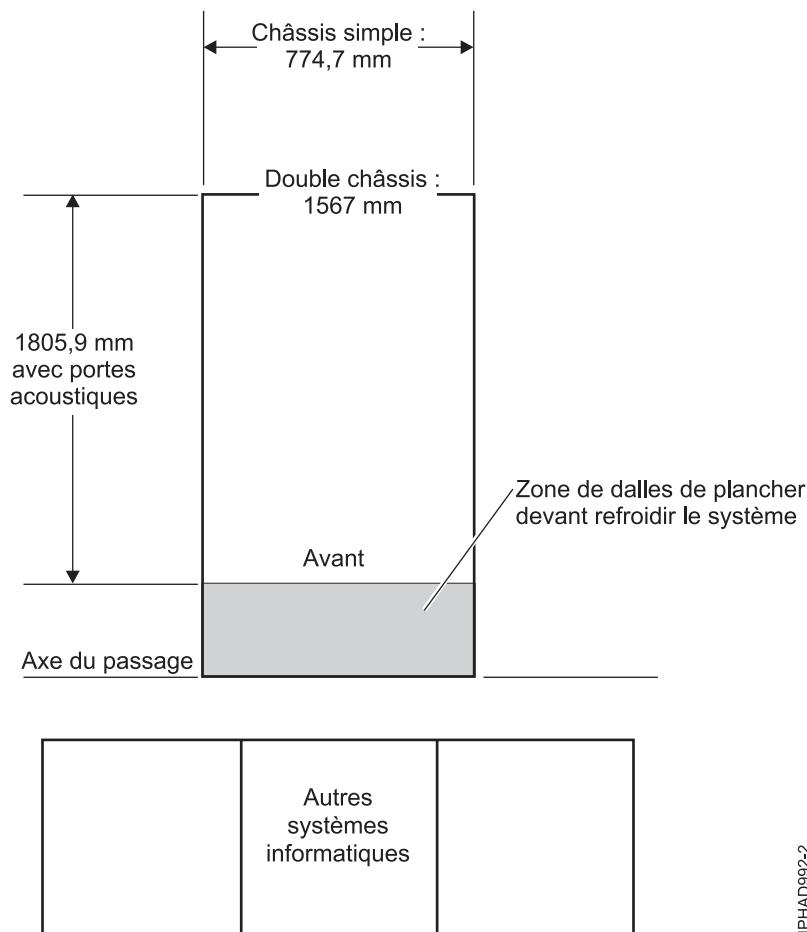 Châssis simple :
774,7 mm
Double châssis :
1567 mm
1805,9 mm
avec portes
acoustiques
Zone de dalles de plancher
devant refroidir le système
Avant
Axe du passage
Autres
systèmes
informatiques
IPHAD992-2